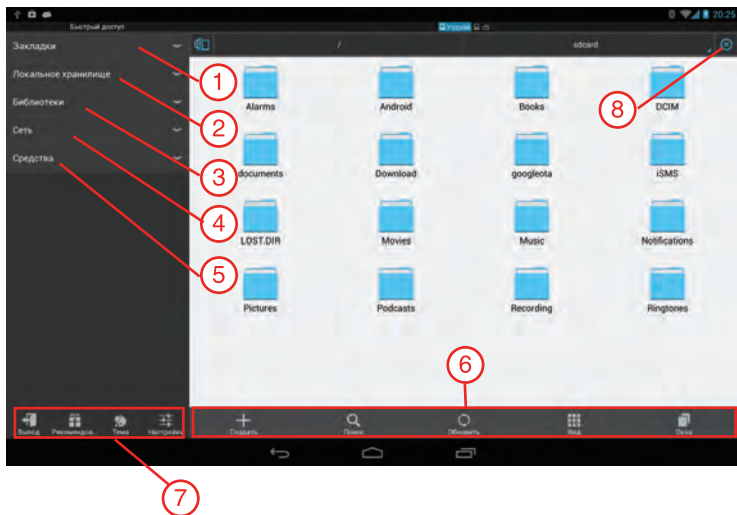 20:25
Быстрый доступ
Устрой
Закладки
/
sdcard
Локальное хранилище
Библиотеки
Сеть
Средства
1
2
3
4
5
8
Alarms
Android
Books
DCIM
documents
Download
googleota
iSMS
LOST.DIR
Movies
Music
Notifications
Pictures
Podcasts
Recording
Ringtones
6
Выход
Рекомендов...
Тема
Настройки
Создать
Поиск
Обновить
Вид
Окна
7